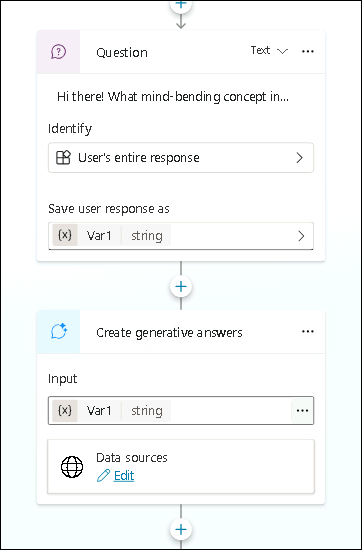 Question Text
Hi there! What mind-bending concept in...
Identify
User's entire response
Save user response as
{x} Var1 string
Create generative answers
Input
{x} Var1 string
Data sources
Edit